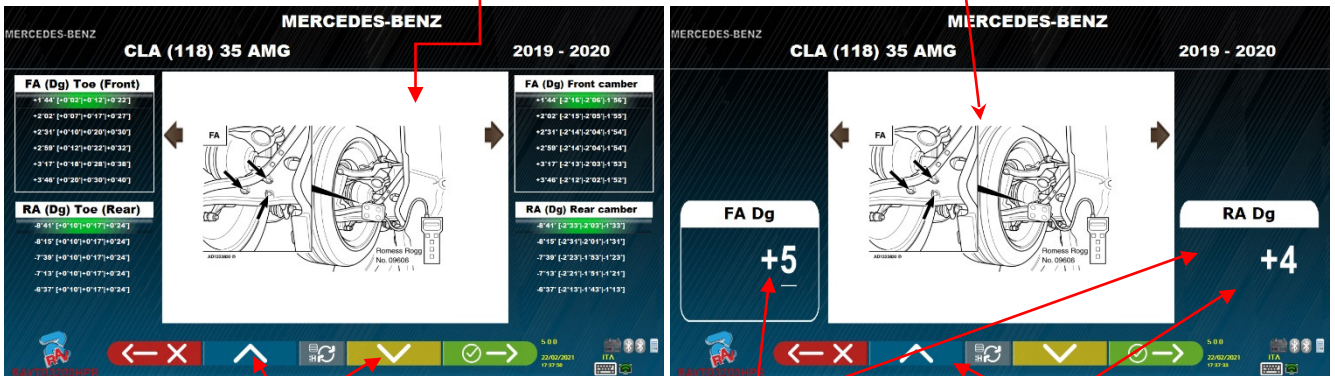 MERCEDES-BENZ
MERCEDES-BENZ
CLA (118) 35 AMG
2019 - 2020
FA (Dg) Toe (Front)
+1°44' [+0°02'|+0°12'|+0°22']
+2°02' [+0°07'|+0°17'|+0°27']
+2°31' [+0°10'|+0°20'|+0°30']
+2°59' [+0°12'|+0°22'|+0°32']
+3°17' [+0°18'|+0°28'|+0°38']
+3°46' [+0°20'|+0°30'|+0°40']
RA (Dg) Toe (Rear)
-8°41' [+0°10'|+0°17'|+0°24']
-8°15' [+0°10'|+0°17'|+0°24']
-7°39' [+0°10'|+0°17'|+0°24']
-7°13' [+0°10'|+0°17'|+0°24']
-6°37' [+0°10'|+0°17'|+0°24']
FA
Romess Rogg
No. 09606
FA (Dg) Front camber
+1°44' [-2°16'|-2°06'|-1°56']
+2°02' [-2°15'|-2°05'|-1°55']
+2°31' [-2°14'|-2°04'|-1°54']
+2°59' [-2°14'|-2°04'|-1°54']
+3°17' [-2°13'|-2°03'|-1°53']
+3°46' [-2°12'|-2°02'|-1°52']
RA (Dg) Rear camber
-8°41' [-2°33'|-2°03'|-1°33']
-8°15' [-2°31'|-2°01'|-1°31']
-7°39' [-2°23'|-1°53'|-1°23']
-7°13' [-2°21'|-1°51'|-1°21']
-6°37' [-2°13'|-1°43'|-1°13']
RAV
5.0.0
22/02/2021
17:37:30
ITA
MERCEDES-BENZ
MERCEDES-BENZ
CLA (118) 35 AMG
2019 - 2020
FA Dg
+5
FA
Romess Rogg
No. 09606
RA Dg
+4
RAV
5.0.0
22/02/2021
ITA